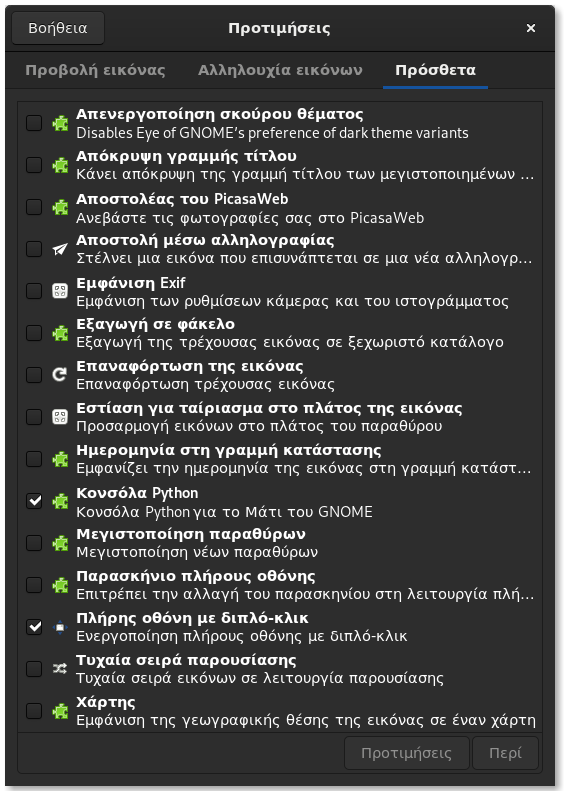 Βοήθεια
Προτιμήσεις
Προβολή εικόνας
Αλληλουχία εικόνων
Πρόσθετα
Απενεργοποίηση σκούρου θέματος
Disables Eye of GNOME’s preference of dark theme variants
Απόκρυψη γραμμής τίτλου
Κάνει απόκρυψη της γραμμή τίτλου των μεγιστοποιημένων ...
Αποστολέας του PicasaWeb
Ανεβάστε τις φωτογραφίες σας στο PicasaWeb
Αποστολή μέσω αλληλογραφίας
Στέλνει μια εικόνα που επισυνάπτεται σε μια νέα αλληλογρ...
Εμφάνιση Exif
Εμφάνιση των ρυθμίσεων κάμερας και του ιστογράμματος
Εξαγωγή σε φάκελο
Εξαγωγή της τρέχουσας εικόνας σε ξεχωριστό κατάλογο
Επαναφόρτωση της εικόνας
Επαναφόρτωση τρέχουσας εικόνας
Εστίαση για ταίριασμα στο πλάτος της εικόνας
Προσαρμογή εικόνων στο πλάτος του παραθύρου
Ημερομηνία στη γραμμή κατάστασης
Εμφανίζει την ημερομηνία της εικόνας στη γραμμή κατάστ...
Κονσόλα Python
Κονσόλα Python για το Μάτι του GNOME
Μεγιστοποίηση παραθύρων
Μεγιστοποίηση νέων παραθύρων
Παρασκήνιο πλήρους οθόνης
Επιτρέπει την αλλαγή του παρασκηνίου στη λειτουργία πλή...
Πλήρης οθόνη με διπλό-κλικ
Ενεργοποίηση πλήρους οθόνης με διπλό-κλικ
Τυχαία σειρά παρουσίασης
Τυχαία σειρά εικόνων σε λειτουργία παρουσίασης
Χάρτης
Εμφάνιση της γεωγραφικής θέσης της εικόνας σε έναν χάρτη
Προτιμήσεις
Περί